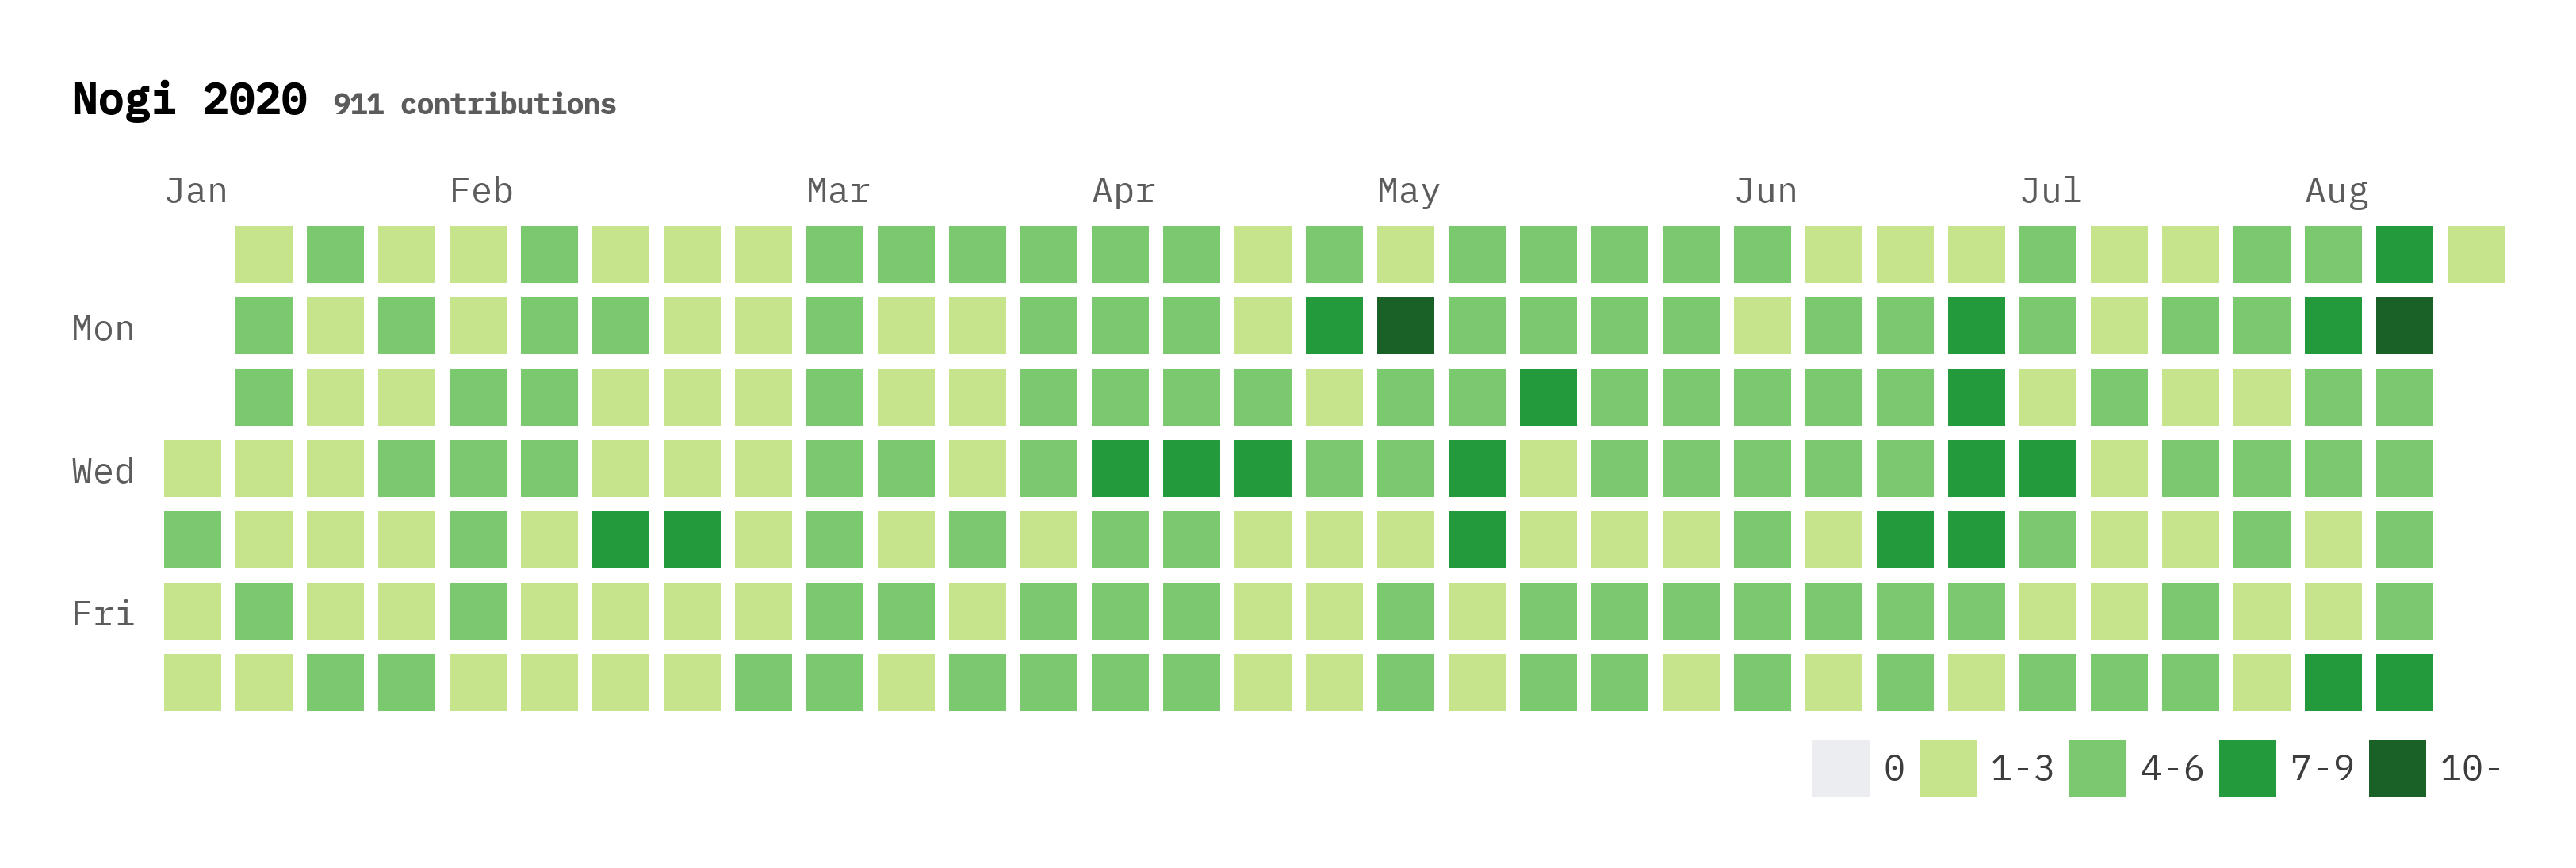 Nogi 2020 911 contributions
Jan Feb Mar Apr May Jun Jul Aug
Mon
Wed
Fri
0 1-3 4-6 7-9 10-